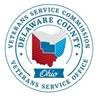 VETERANS SERVICE COMMISSION
DELAWARE COUNTY
Ohio
VETERANS SERVICE OFFICE